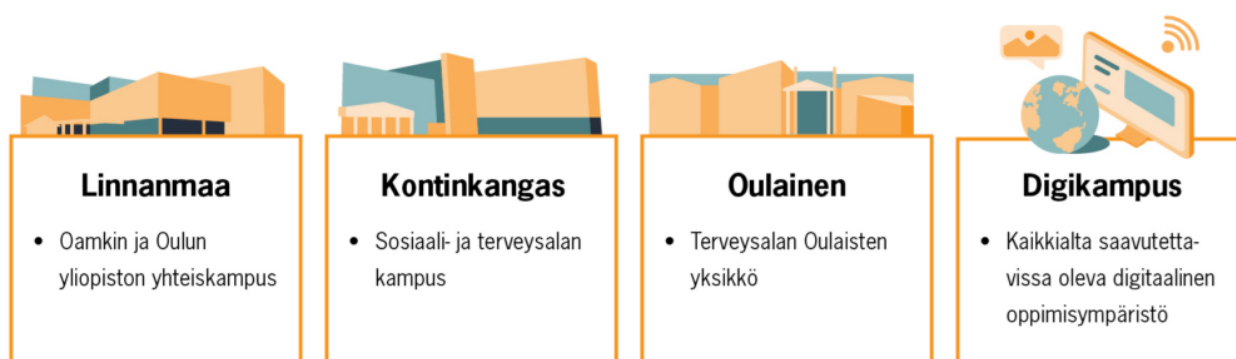 Linnanmaa
• Oamkin ja Oulun
yliopiston yhteiskampus
Kontinkangas
• Sosiaali- ja terveysalan
kampus
Oulainen
• Terveysalan Oulaisten
yksikkö
Digikampus
• Kaikkialta saavutetta-
vissa oleva digitaalinen
oppimisympäristö